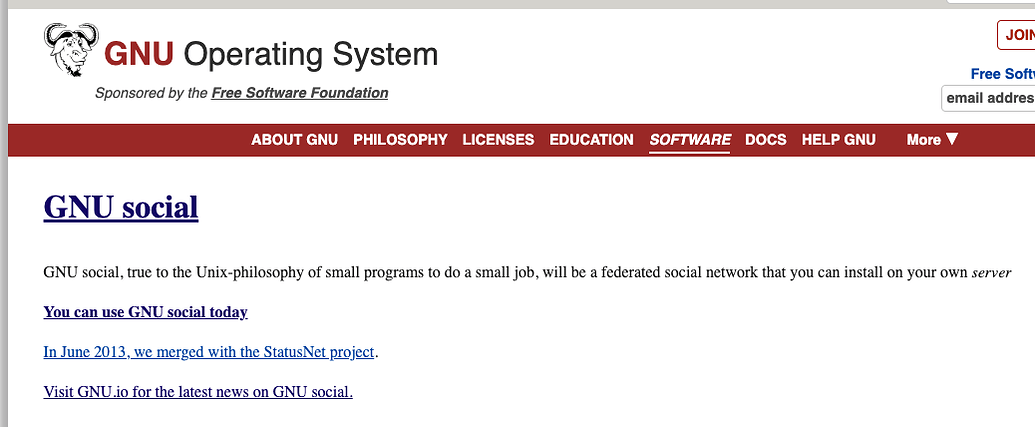 JOIN
GNU Operating System
Free Soft
Sponsored by the Free Software Foundation
email addres
ABOUT GNU PHILOSOPHY LICENSES EDUCATION SOFTWARE DOCS HELP GNU More ▼
GNU social
GNU social, true to the Unix-philosophy of small programs to do a small job, will be a federated social network that you can install on your own server
You can use GNU social today
In June 2013, we merged with the StatusNet project.
Visit GNU.io for the latest news on GNU social.